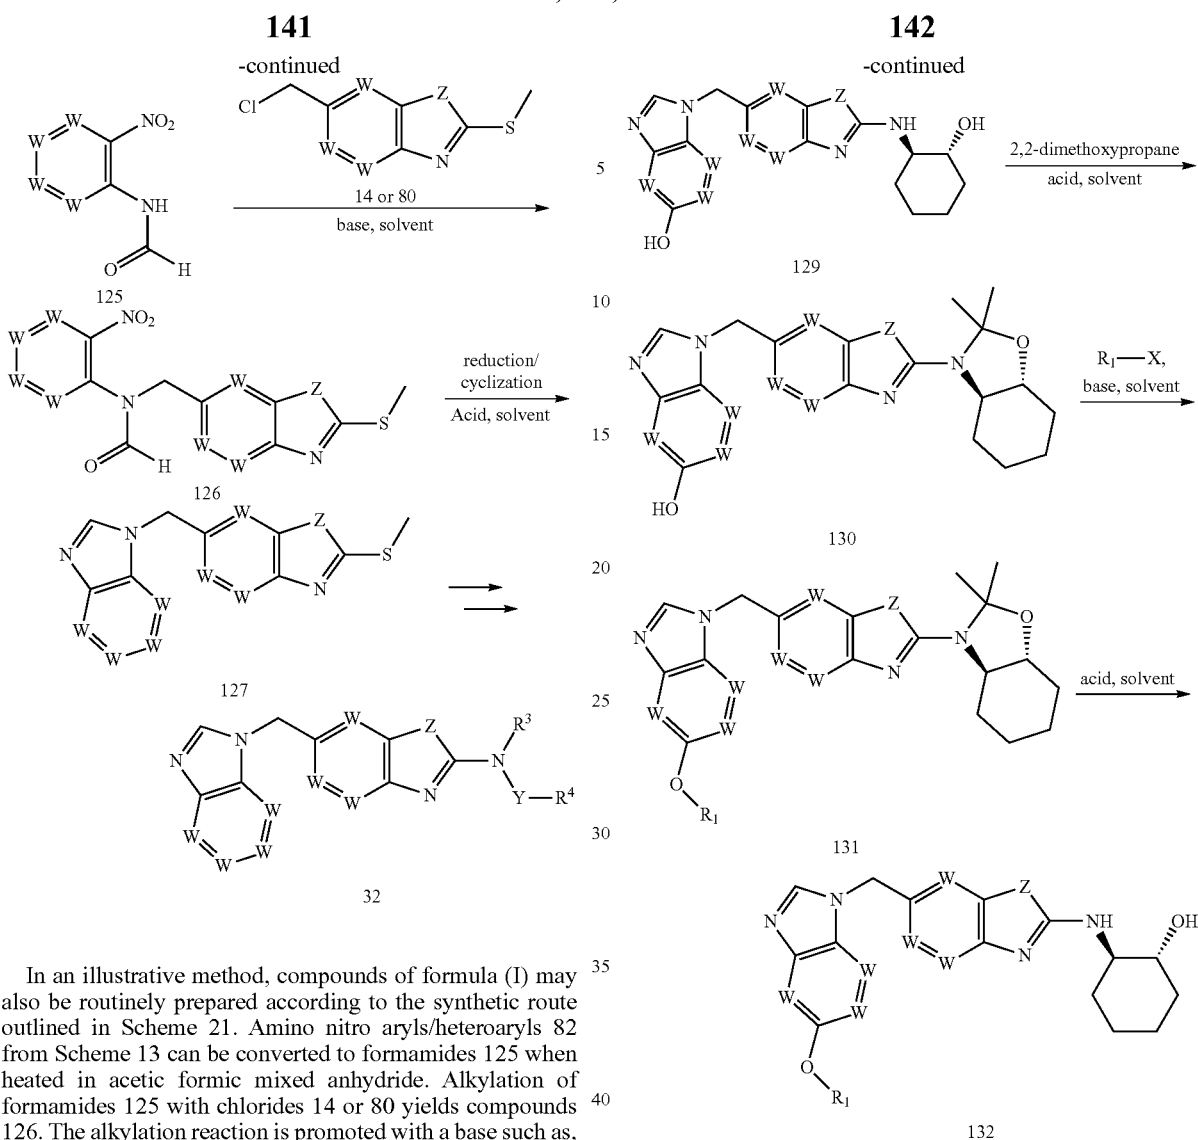 141
-continued
W
W
NO2
W
W
W
NH
O
H
125
Cl
W
Z
S
W
W
N
14 or 80
base, solvent
W
W
NO2
W
W
W
N
O
H
W
Z
S
W
W
N
126
reduction/
cyclization
Acid, solvent
N
N
W
W
W
W
W
Z
S
W
W
N
127
N
N
W
W
W
W
W
Z
W
W
N
N
R3
Y
R4
32
In an illustrative method, compounds of formula (I) may
also be routinely prepared according to the synthetic route
outlined in Scheme 21. Amino nitro aryls/heteroaryls 82
from Scheme 13 can be converted to formamides 125 when
heated in acetic formic mixed anhydride. Alkylation of
formamides 125 with chlorides 14 or 80 yields compounds
126. The alkylation reaction is promoted with a base such as,
5
10
15
20
25
30
35
40
142
-continued
N
N
W
Z
NH
OH
W
W
N
W
W
W
HO
129
2,2-dimethoxypropane
acid, solvent
N
N
W
Z
N
O
W
W
N
W
W
W
HO
130
R1—X,
base, solvent
N
N
W
Z
N
O
W
W
N
W
W
W
O
R1
131
acid, solvent
N
N
W
Z
NH
OH
W
W
N
W
W
W
O
R1
132